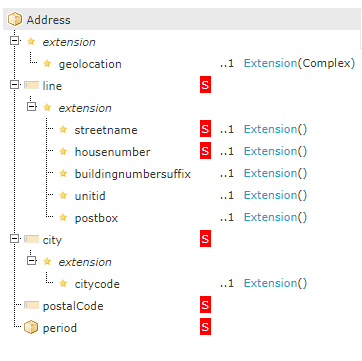 Address
extension
geolocation ..1 Extension(Complex)
line S
extension
streetname S ..1 Extension()
housenumber S ..1 Extension()
buildingnumbersuffix ..1 Extension()
unitid ..1 Extension()
postbox ..1 Extension()
city S
extension
citycode ..1 Extension()
postalCode S
period S